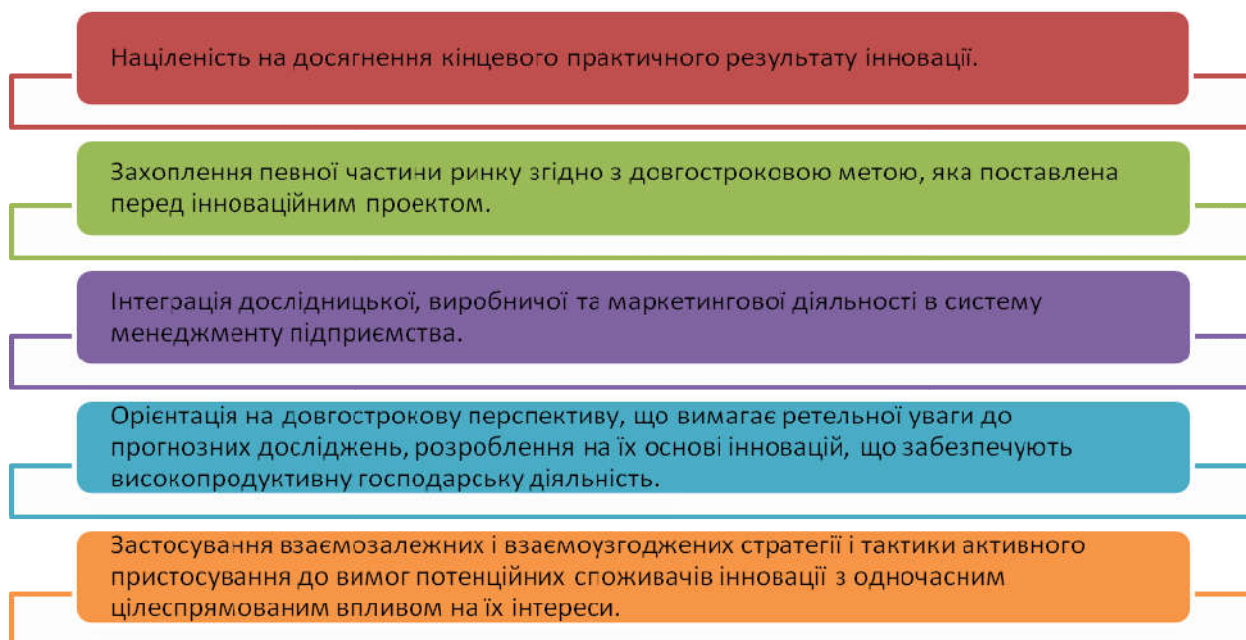 Націленість на досягнення кінцевого практичного результату інновації.
Захоплення певної частини ринку згідно з довгостроковою метою, яка поставлена
перед інноваційним проектом.
Інтеграція дослідницької, виробничої та маркетингової діяльності в систему
менеджменту підприємства.
Орієнтація на довгострокову перспективу, що вимагає ретельної уваги до
прогнозних досліджень, розроблення на їх основі інновацій, що забезпечують
високопродуктивну господарську діяльність.
Застосування взаємозалежних і взаємоузгоджених стратегії і тактики активного
пристосування до вимог потенційних споживачів інновації з одночасним
цілеспрямованим впливом на їх інтереси.